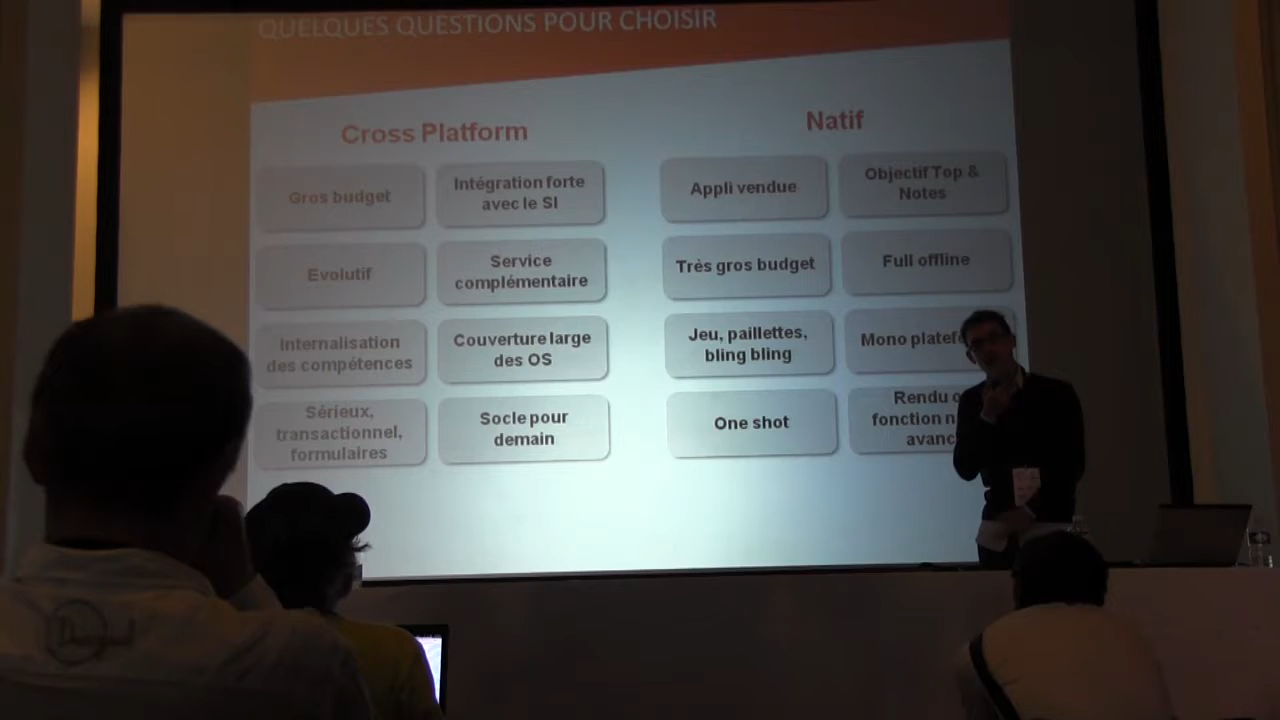 QUELQUES QUESTIONS POUR CHOISIR
Cross Platform
Gros budget
Intégration forte
avec le SI
Evolutif
Service
complémentaire
Internalisation
des compétences
Couverture large
des OS
Sérieux,
transactionnel,
formulaires
Socle pour
demain
Natif
Appli vendue
Objectif Top &
Notes
Très gros budget
Full offline
Jeu, paillettes,
bling bling
Mono
One shot
Rendu
fonction